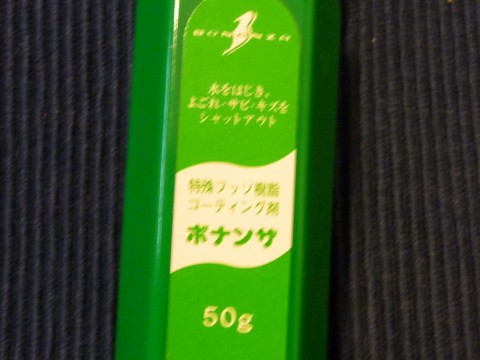 BONANZA
水をはじき、
よごれ・サビ・キズを
シャットアウト
特殊フッソ樹脂
コーティング剤
ボナンザ
50g